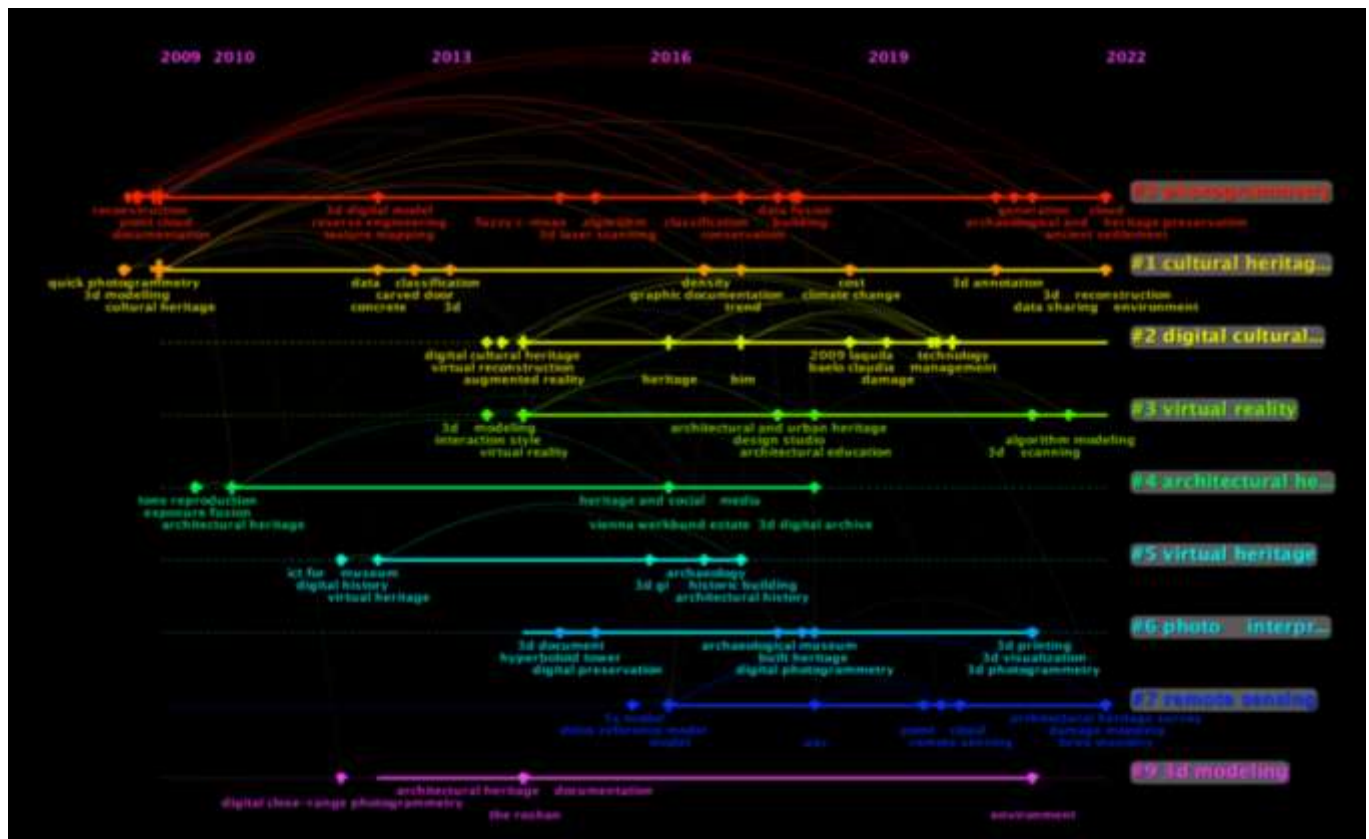 2009 2010 2013 2016 2019 2022
#0 photogrammetry
reconstruction 3d digital model data fusion generation cloud
point cloud reverse engineering fuzzy c-means algorithm classification building archaeological and heritage preservation
documentation texture mapping 3d laser scanning conservation ancient settlement
#1 cultural heritag...
quick photogrammetry data classification density cost 3d annotation
3d modelling carved door graphic documentation climate change 3d reconstruction
cultural heritage concrete 3d trend data sharing environment
#2 digital cultural...
digital cultural heritage 2009 laquila technology
virtual reconstruction baelo claudia management
augmented reality heritage bim damage
#3 virtual reality
3d modeling architectural and urban heritage
interaction style design studio algorithm modeling
virtual reality architectural education 3d scanning
#4 architectural he...
tone reproduction heritage and social media
exposure fusion
architectural heritage vienna werkbund estate 3d digital archive
#5 virtual heritage
ict for museum archaeology
digital history 3d gi historic building
virtual heritage architectural history
#6 photo interpr...
3d document archaeological museum 3d printing
hyperboloid tower built heritage 3d visualization
digital preservation digital photogrammetry 3d photogrammetry
#7 remote sensing
architectural heritage survey
model remote sensing
#9 3d modeling
architectural heritage documentation
digital close-range photogrammetry
environment